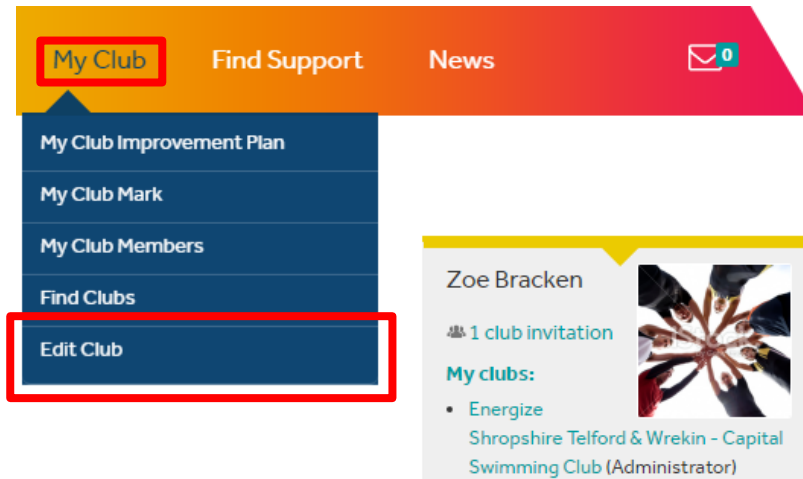 My Club Find Support News 0
My Club Improvement Plan
My Club Mark
My Club Members
Find Clubs
Edit Club
Zoe Bracken
1 club invitation
My clubs:
• Energize
Shropshire Telford & Wrekin - Capital
Swimming Club (Administrator)